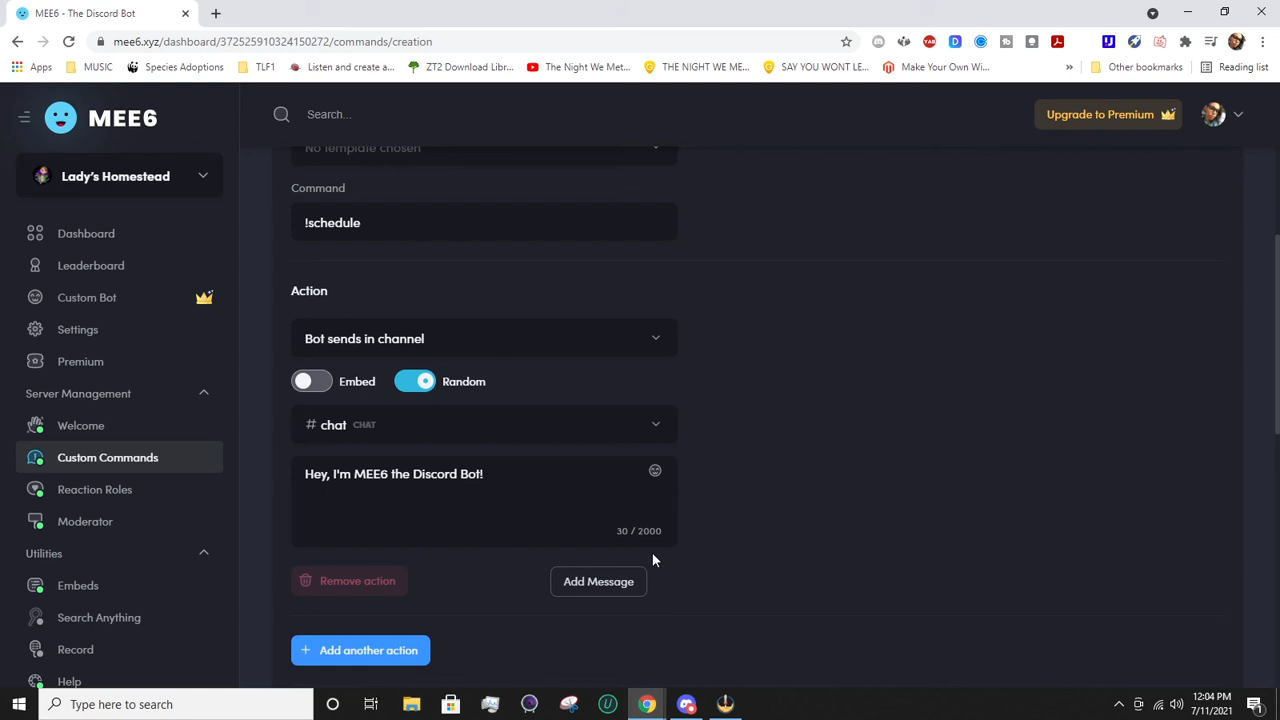 MEE6 - The Discord Bot
mee6.xyz/dashboard/372525910324150272/commands/creation
Apps
MUSIC
Species Adoptions
TLF1
Listen and create a...
ZT2 Download Libr...
The Night We Met...
THE NIGHT WE ME...
SAY YOU WONT LE...
Make Your Own Wi...
»
Other bookmarks
Reading list
MEE6
Search...
Upgrade to Premium
Lady's Homestead
No template chosen
Command
!schedule
Dashboard
Leaderboard
Custom Bot
Settings
Premium
Server Management
Welcome
Custom Commands
Reaction Roles
Moderator
Utilities
Embeds
Search Anything
Record
Help
Action
Bot sends in channel
Embed
Random
# chat CHAT
Hey, I'm MEE6 the Discord Bot!
30 / 2000
Remove action
Add Message
+ Add another action
Type here to search
12:04 PM
7/11/2021